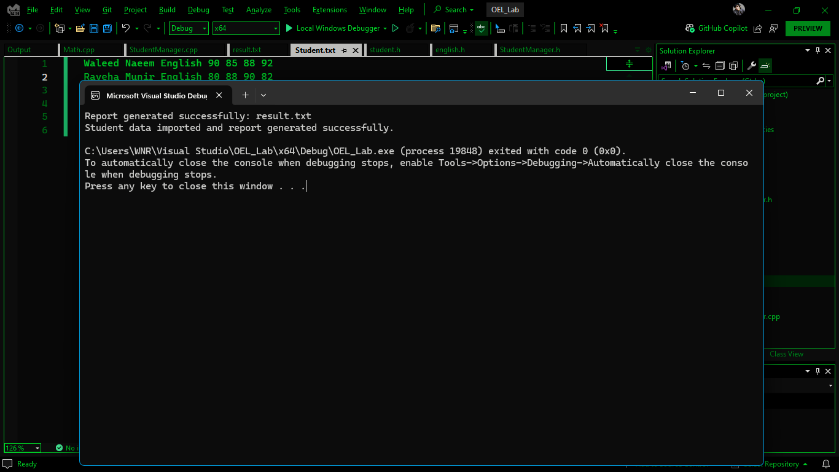 File Edit View Git Project Build Debug Test Analyze Tools Extensions Window Help Search OEL_Lab
Debug x64 Local Windows Debugger GitHub Copilot PREVIEW
Output Math.cpp StudentManager.cpp result.txt Student.txt student.h english.h StudentManager.h Solution Explorer
1 Waleed Naeem English 90 85 88 92
2 Rayeha Munir English 80 88 90 82
3
4
5
6
Microsoft Visual Studio Debug
Report generated successfully: result.txt
Student data imported and report generated successfully.
C:\Users\WNR\Visual Studio\OEL_Lab\x64\Debug\OEL_Lab.exe (process 19848) exited with code 0 (0x0).
To automatically close the console when debugging stops, enable Tools->Options->Debugging->Automatically close the conso
le when debugging stops.
Press any key to close this window . . .
Class View
126 % No
Ready Repository